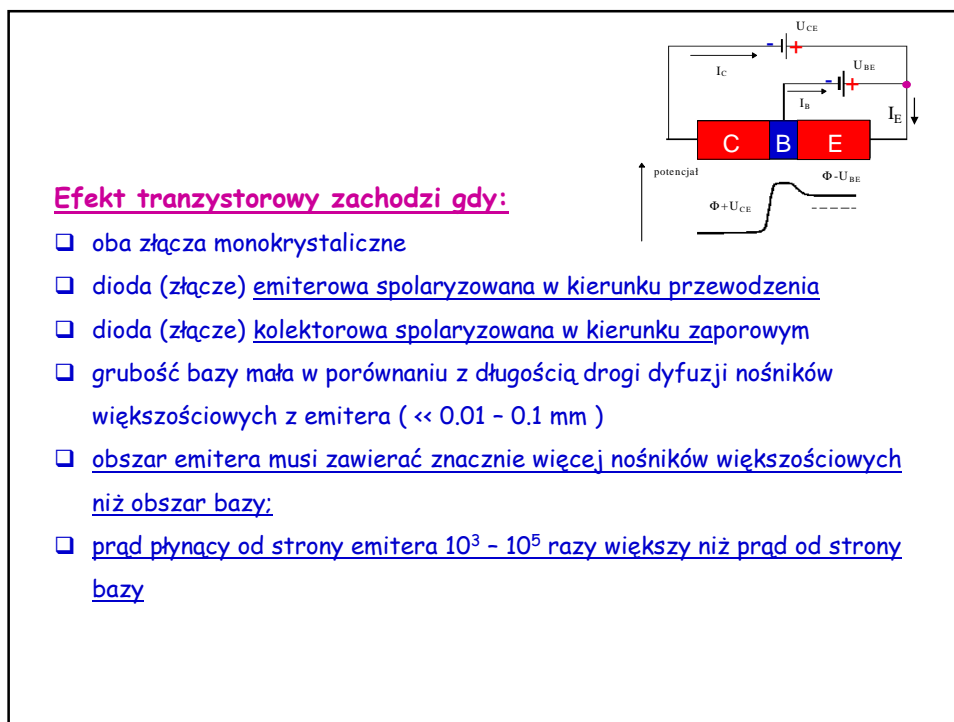 U_CE
- +
I_C
U_BE
- +
I_B
I_E
C B E
potencjał
Φ-U_BE
Φ+U_CE
Efekt tranzystorowy zachodzi gdy:
❑ oba złącza monokrystaliczne
❑ dioda (złącze) emiterowa spolaryzowana w kierunku przewodzenia
❑ dioda (złącze) kolektorowa spolaryzowana w kierunku zaporowym
❑ grubość bazy mała w porównaniu z długością drogi dyfuzji nośników
większościowych z emitera ( << 0.01 – 0.1 mm )
❑ obszar emitera musi zawierać znacznie więcej nośników większościowych
niż obszar bazy;
❑ prąd płynący od strony emitera 10³ – 10⁵ razy większy niż prąd od strony
bazy